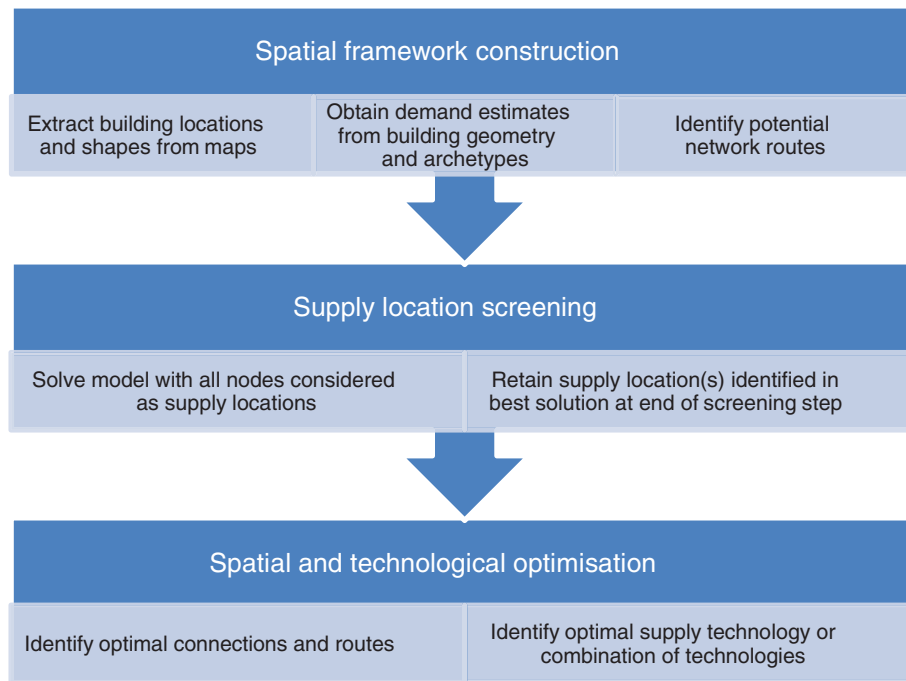 Spatial framework construction
Extract building locations
and shapes from maps
Obtain demand estimates
from building geometry
and archetypes
Identify potential
network routes
Supply location screening
Solve model with all nodes considered
as supply locations
Retain supply location(s) identified in
best solution at end of screening step
Spatial and technological optimisation
Identify optimal connections and routes
Identify optimal supply technology or
combination of technologies